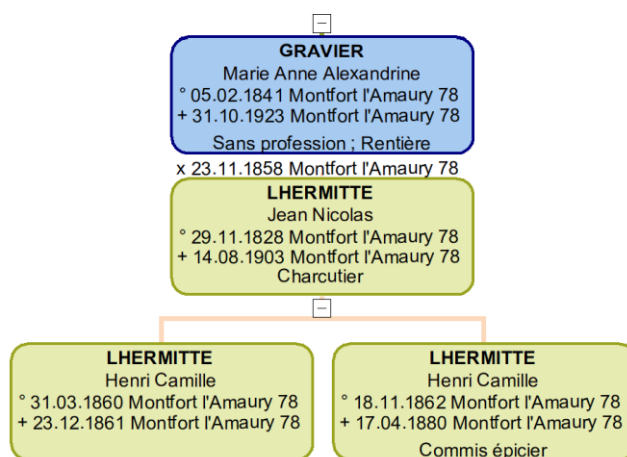 GRAVIER
Marie Anne Alexandrine
° 05.02.1841 Montfort l'Amaury 78
+ 31.10.1923 Montfort l'Amaury 78
Sans profession ; Rentière
x 23.11.1858 Montfort l'Amaury 78
LHERMITTE
Jean Nicolas
° 29.11.1828 Montfort l'Amaury 78
+ 14.08.1903 Montfort l'Amaury 78
Charcutier
LHERMITTE
Henri Camille
° 31.03.1860 Montfort l'Amaury 78
+ 23.12.1861 Montfort l'Amaury 78
LHERMITTE
Henri Camille
° 18.11.1862 Montfort l'Amaury 78
+ 17.04.1880 Montfort l'Amaury 78
Commis épicier